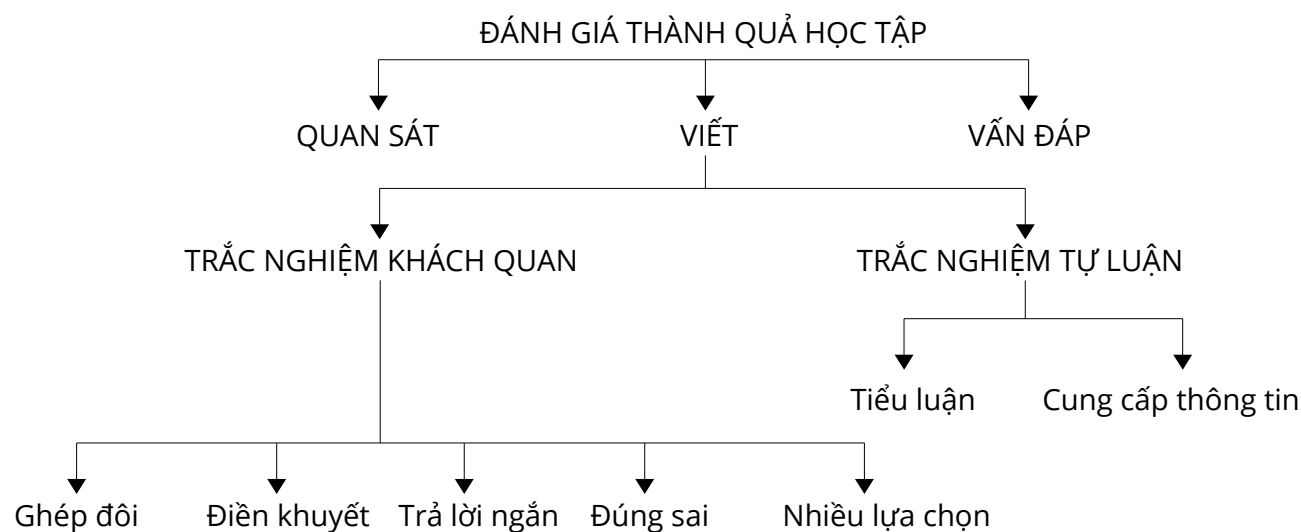 ĐÁNH GIÁ THÀNH QUẢ HỌC TẬP
QUAN SÁT
VIẾT
VẤN ĐÁP
TRẮC NGHIỆM KHÁCH QUAN
TRẮC NGHIỆM TỰ LUẬN
Tiểu luận
Cung cấp thông tin
Ghép đôi
Điền khuyết
Trả lời ngắn
Đúng sai
Nhiều lựa chọn